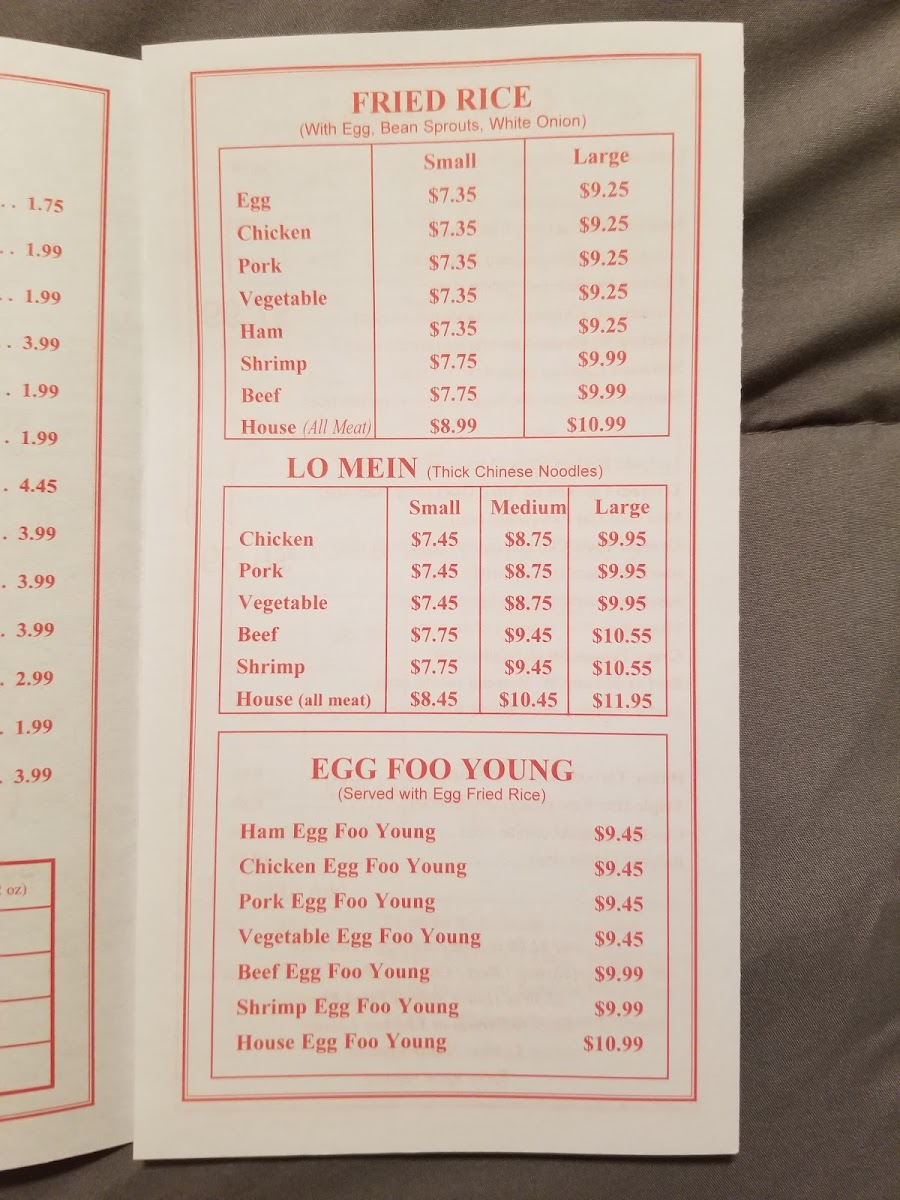 .. 1.75
.. 1.99
.. 1.99
. 3.99
. 1.99
. 1.99
. 4.45
. 3.99
. 3.99
. 3.99
. 2.99
. 1.99
. 3.99
oz)
FRIED RICE
(With Egg, Bean Sprouts, White Onion)
Small Large
Egg $7.35 $9.25
Chicken $7.35 $9.25
Pork $7.35 $9.25
Vegetable $7.35 $9.25
Ham $7.35 $9.25
Shrimp $7.75 $9.99
Beef $7.75 $9.99
House (All Meat) $8.99 $10.99
LO MEIN (Thick Chinese Noodles)
Small Medium Large
Chicken $7.45 $8.75 $9.95
Pork $7.45 $8.75 $9.95
Vegetable $7.45 $8.75 $9.95
Beef $7.75 $9.45 $10.55
Shrimp $7.75 $9.45 $10.55
House (all meat) $8.45 $10.45 $11.95
EGG FOO YOUNG
(Served with Egg Fried Rice)
Ham Egg Foo Young $9.45
Chicken Egg Foo Young $9.45
Pork Egg Foo Young $9.45
Vegetable Egg Foo Young $9.45
Beef Egg Foo Young $9.99
Shrimp Egg Foo Young $9.99
House Egg Foo Young $10.99